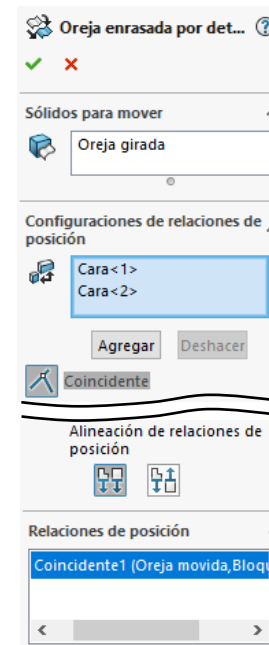 Oreja enrasada por det...
Sólidos para mover
Oreja girada
Configuraciones de relaciones de
posición
Cara<1>
Cara<2>
Agregar Deshacer
Coincidente
Alineación de relaciones de
posición
Relaciones de posición
Coincidente1 (Oreja movida,Bloqu